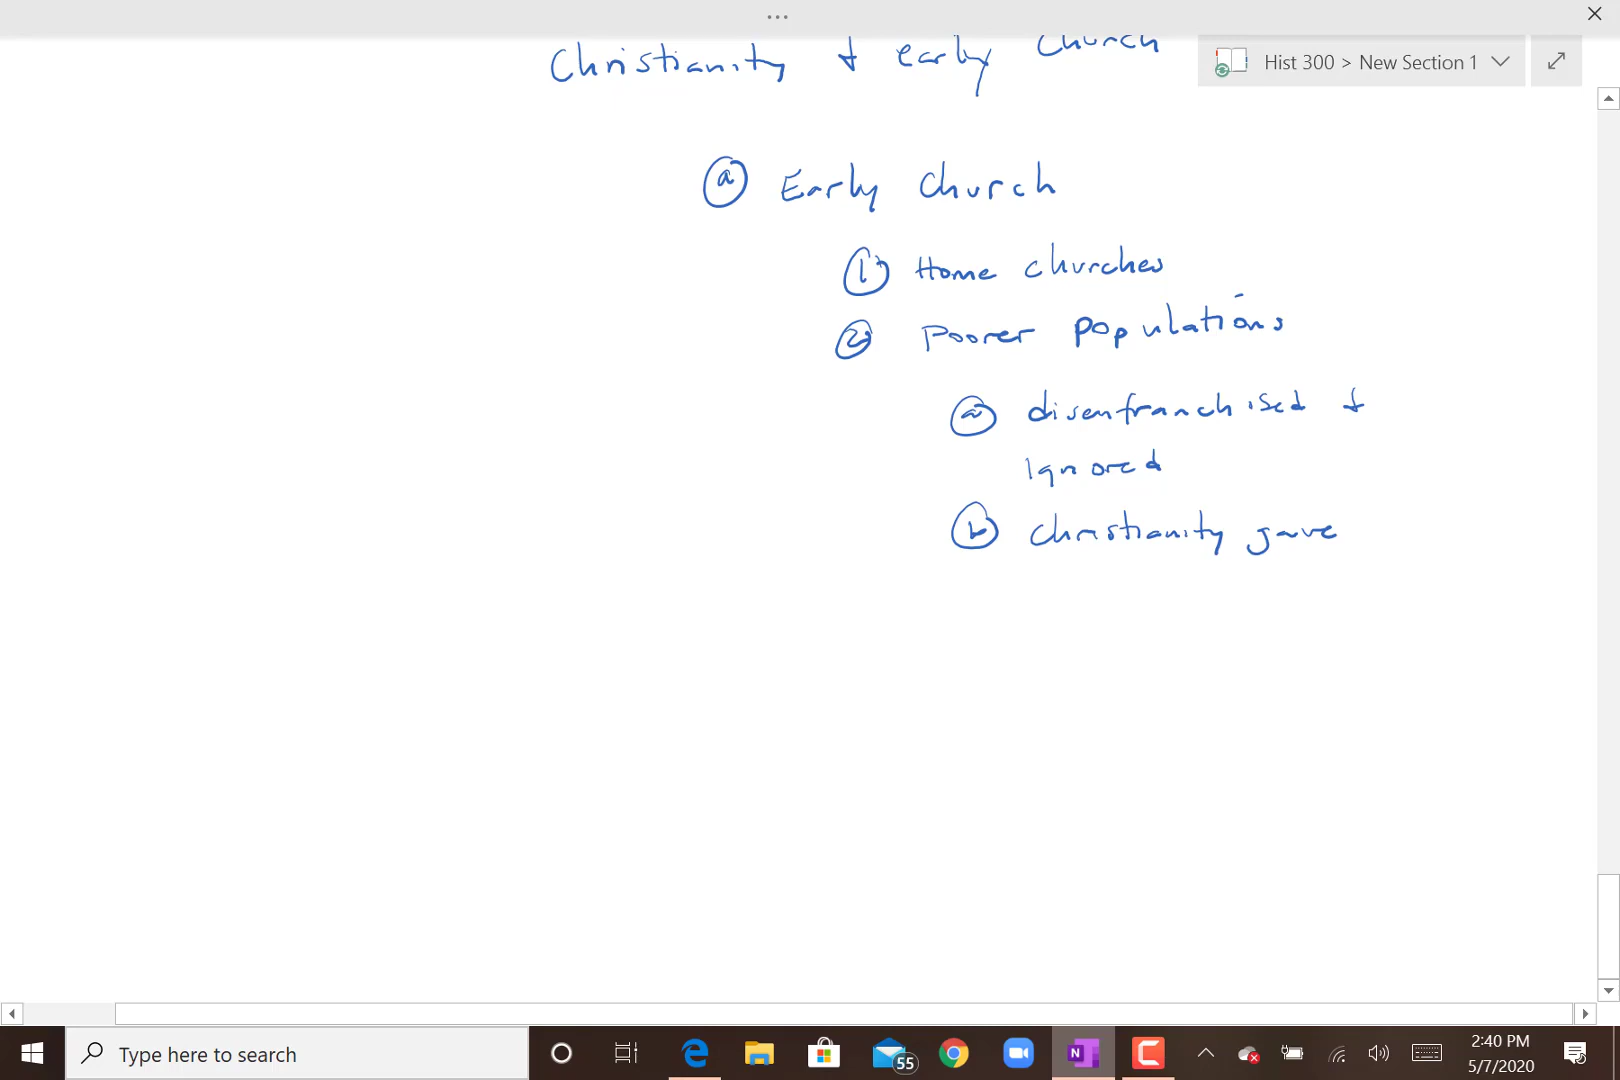 Christianity & early Church
Hist 300 > New Section 1
(a) Early Church
(1) Home churches
(2) Poorer populations
(a) disenfranchised &
ignored
(b) Christianity gave
Type here to search
55
N
2:40 PM
5/7/2020